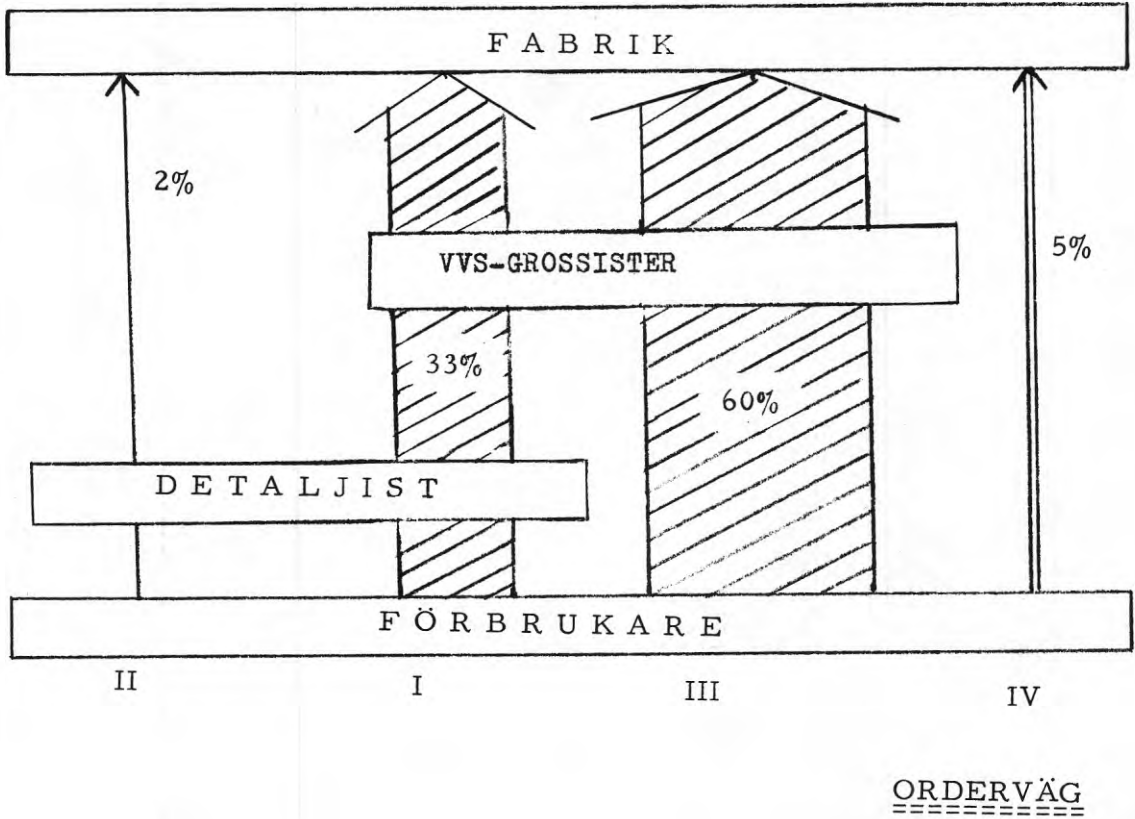 FABRIK
2%
VVS-GROSSISTER
5%
33%
60%
DETALJIST
FÖRBRUKARE
II I III IV
ORDERVÄG